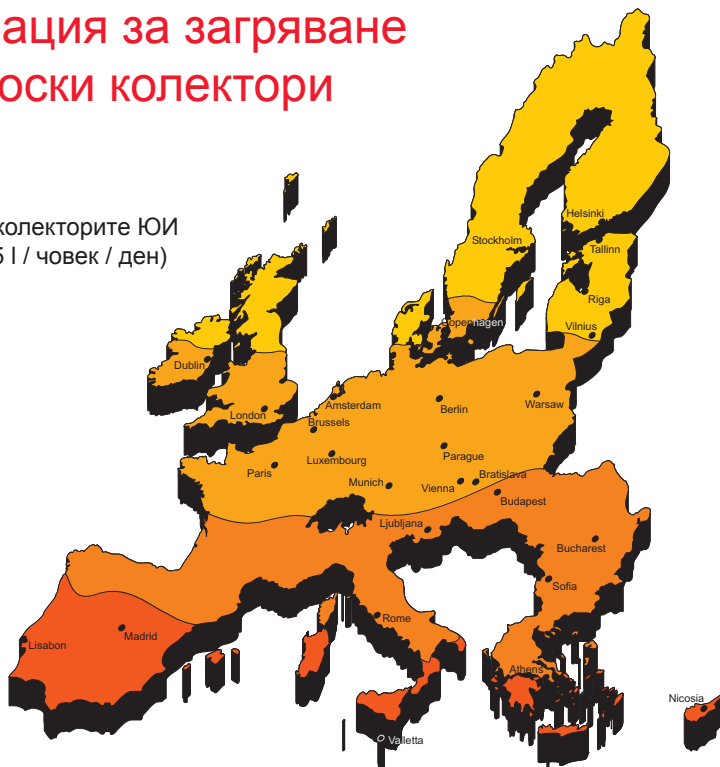 ация за загряване
оски колектори
колекторите ЮИ
5 l / човек / ден)
Helsinki
Stockholm
Tallinn
Riga
Copenhagen
Vilnius
Dublin
London
Amsterdam
Berlin
Warsaw
Brussels
Luxembourg
Parague
Paris
Munich
Vienna
Bratislava
Budapest
Ljubljana
Bucharest
Sofia
Rome
Madrid
Lisabon
Athens
Nicosia
Valletta